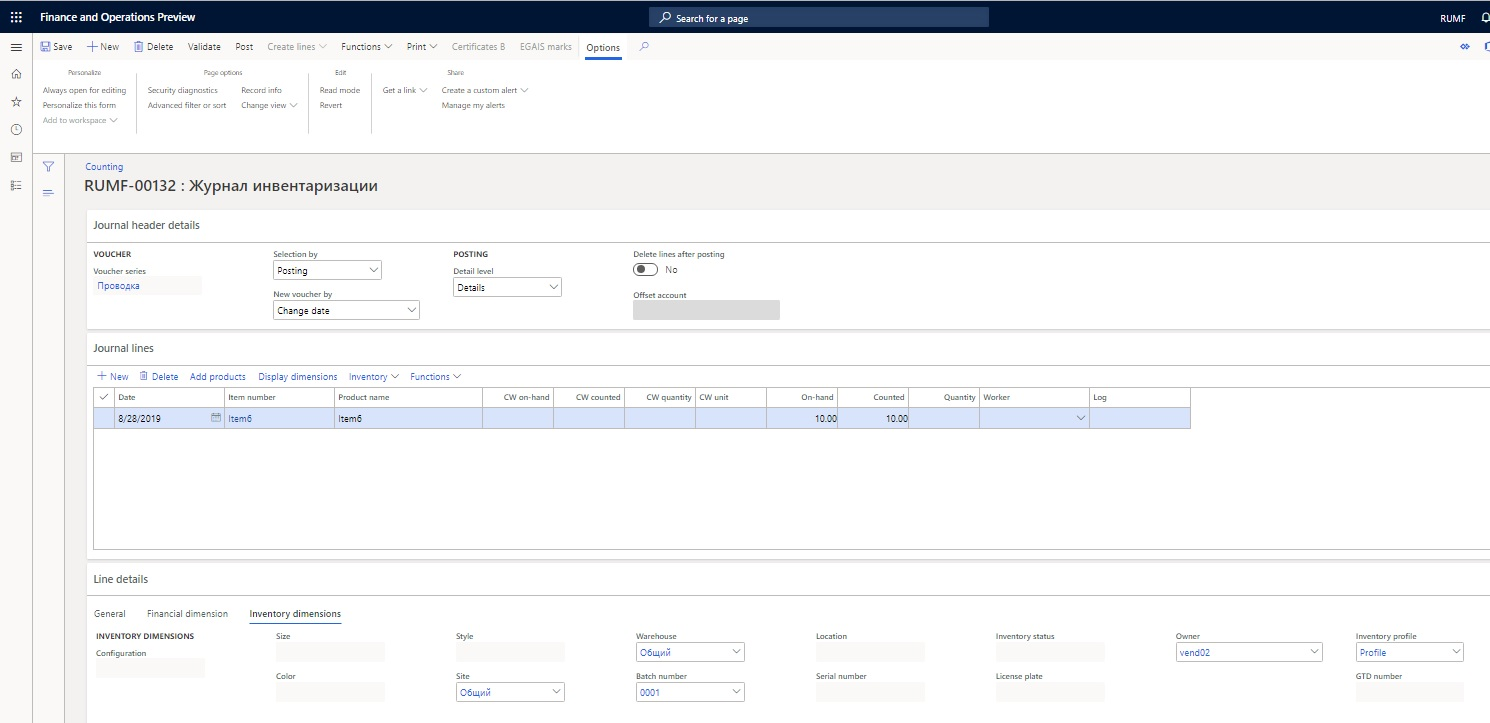 Finance and Operations Preview
Search for a page
RUMF
Save New Delete Validate Post Create lines Functions Print Certificates B EGAIS marks Options
Personalize Page options Edit Share
Always open for editing Security diagnostics Record info Read mode Get a link Create a custom alert
Personalize this form Advanced filter or sort Change view Revert Manage my alerts
Add to workspace
Counting
RUMF-00132 : Журнал инвентаризации
Journal header details
VOUCHER Selection by POSTING Delete lines after posting
Voucher series Posting Detail level No
Проводка Details
New voucher by Offset account
Change date
Journal lines
New Delete Add products Display dimensions Inventory Functions
Date Item number Product name CW on-hand CW counted CW quantity CW unit On-hand Counted Quantity Worker Log
8/28/2019 Item6 Item6 10.00 10.00
Line details
General Financial dimension Inventory dimensions
INVENTORY DIMENSIONS Size Style Warehouse Location Inventory status Owner Inventory profile
Configuration Общий vend02 Profile
Color Site Batch number Serial number License plate GTD number
Общий 0001